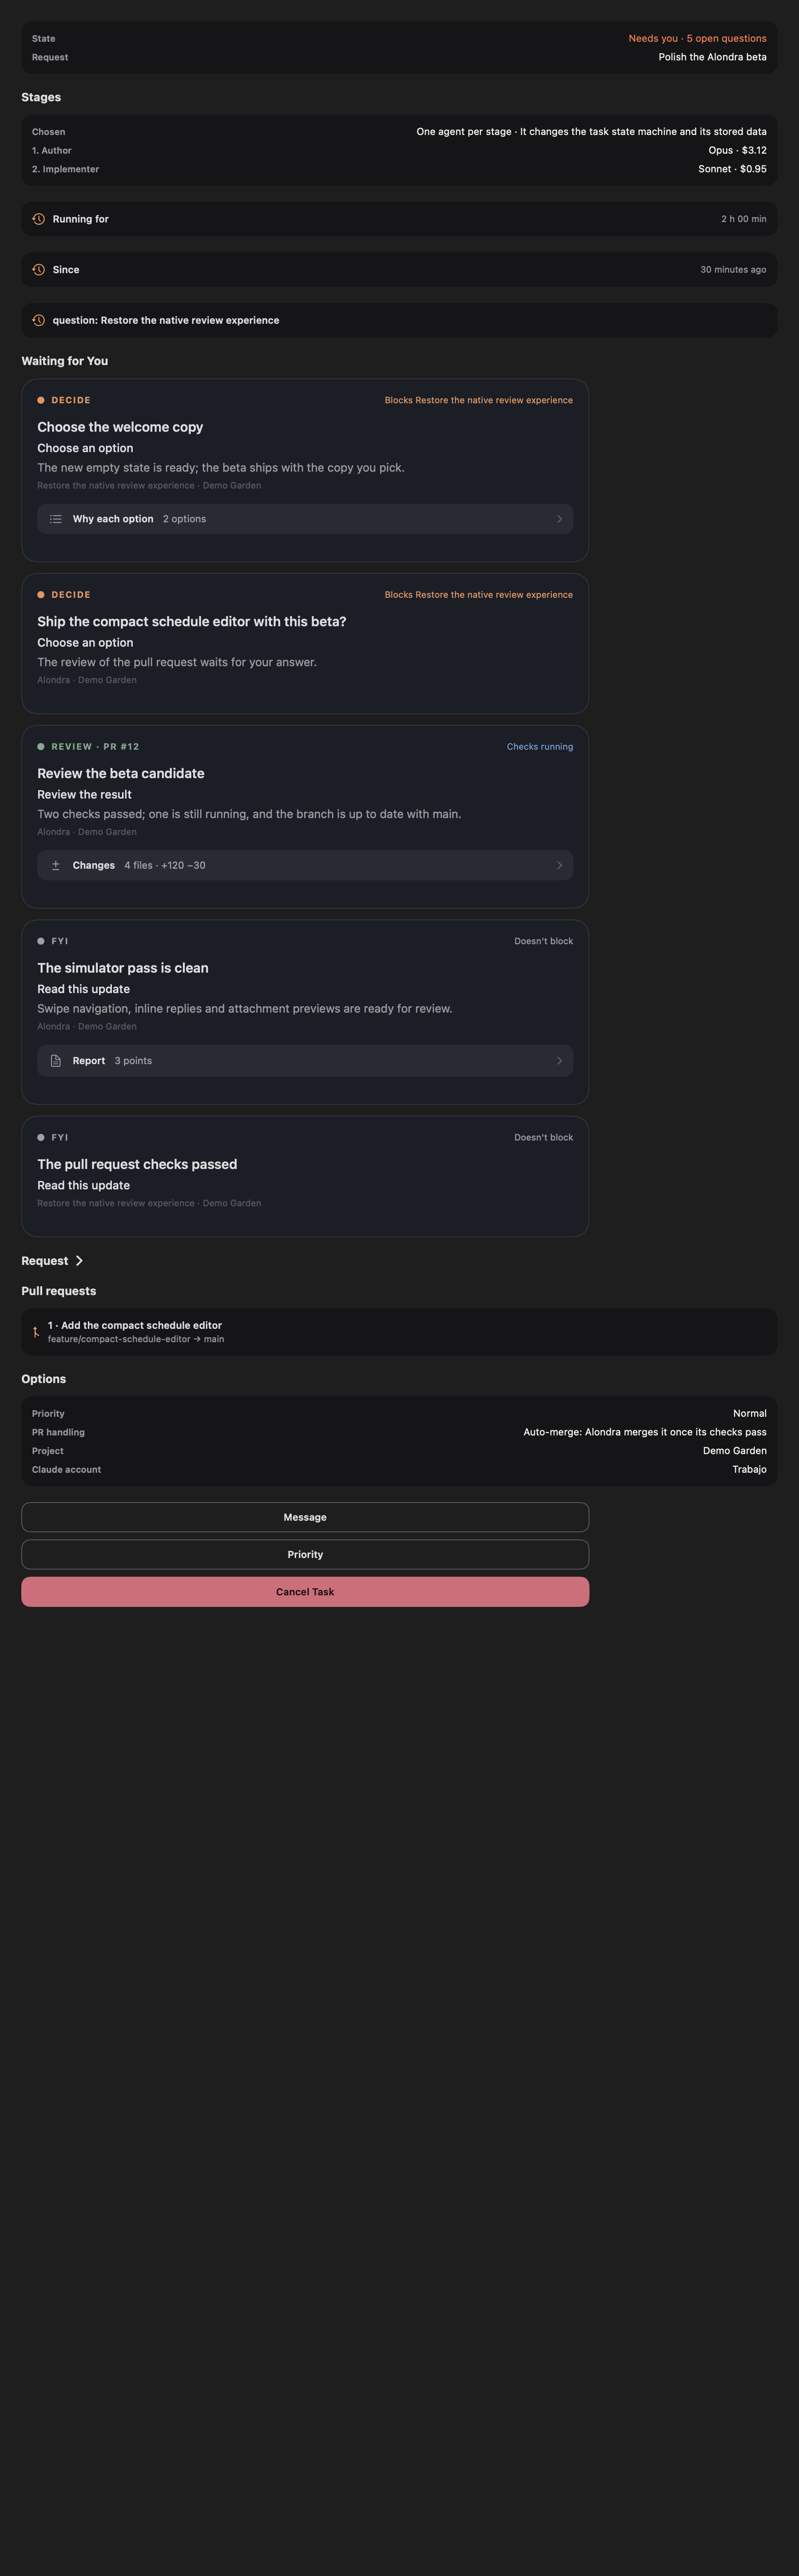 State Needs you · 5 open questions
Request Polish the Alondra beta
Stages
Chosen One agent per stage · It changes the task state machine and its stored data
1. Author Opus · $3.12
2. Implementer Sonnet · $0.95
Running for 2 h 00 min
Since 30 minutes ago
question: Restore the native review experience
Waiting for You
DECIDE Blocks Restore the native review experience
Choose the welcome copy
Choose an option
The new empty state is ready; the beta ships with the copy you pick.
Restore the native review experience · Demo Garden
Why each option 2 options
DECIDE Blocks Restore the native review experience
Ship the compact schedule editor with this beta?
Choose an option
The review of the pull request waits for your answer.
Alondra · Demo Garden
REVIEW · PR #12 Checks running
Review the beta candidate
Review the result
Two checks passed; one is still running, and the branch is up to date with main.
Alondra · Demo Garden
Changes 4 files · +120 −30
FYI Doesn't block
The simulator pass is clean
Read this update
Swipe navigation, inline replies and attachment previews are ready for review.
Alondra · Demo Garden
Report 3 points
FYI Doesn't block
The pull request checks passed
Read this update
Restore the native review experience · Demo Garden
Request
Pull requests
1 · Add the compact schedule editor
feature/compact-schedule-editor → main
Options
Priority Normal
PR handling Auto-merge: Alondra merges it once its checks pass
Project Demo Garden
Claude account Trabajo
Message
Priority
Cancel Task